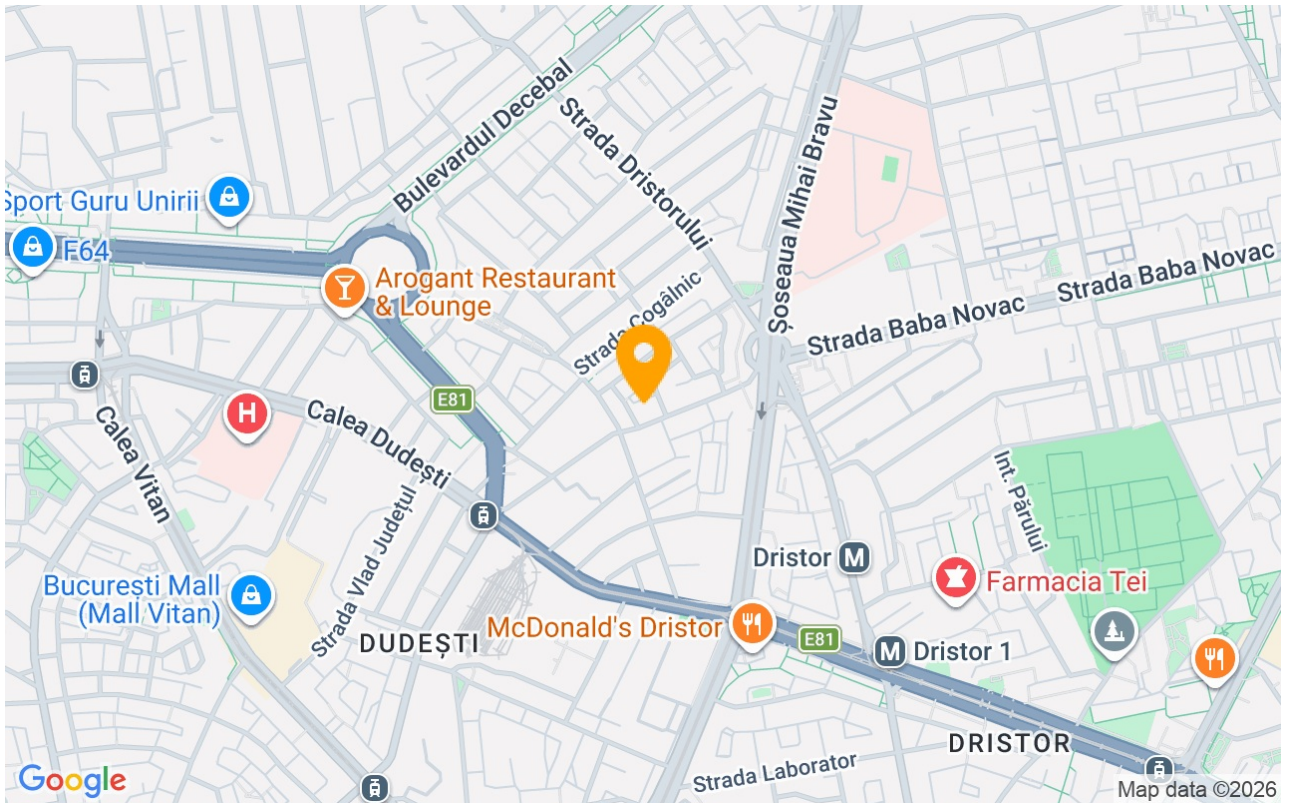 Bulevardul Decebal
Strada Dristorului
Șoseaua Mihai Bravu
Sport Guru Unirii
F64
Arogant Restaurant
& Lounge
Strada Cogâlnic
Strada Baba Novac
Strada Baba Novac
E81
H
Calea Dudești
Calea Vitan
Strada Vlad Județul
Int. Părului
Dristor
M
Farmacia Tei
București Mall
(Mall Vitan)
DUDEȘTI
McDonald's Dristor
E81
M
Dristor 1
DRISTOR
Strada Laborator
Google
Map data ©2026